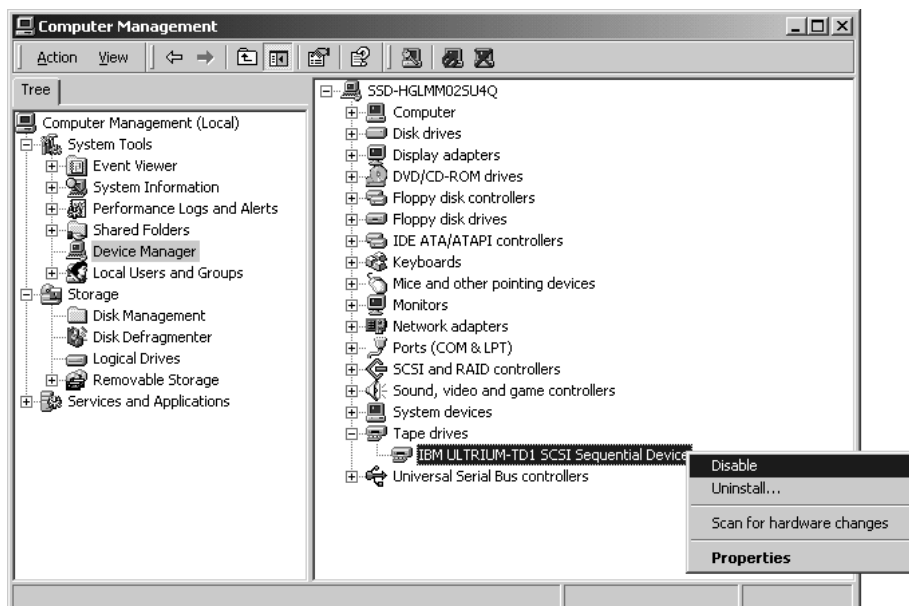 Computer Management
Action View
Tree
Computer Management (Local)
System Tools
Event Viewer
System Information
Performance Logs and Alerts
Shared Folders
Device Manager
Local Users and Groups
Storage
Disk Management
Disk Defragmenter
Logical Drives
Removable Storage
Services and Applications
SSD-HGLMM02SU4Q
Computer
Disk drives
Display adapters
DVD/CD-ROM drives
Floppy disk controllers
Floppy disk drives
IDE ATA/ATAPI controllers
Keyboards
Mice and other pointing devices
Monitors
Network adapters
Ports (COM & LPT)
SCSI and RAID controllers
Sound, video and game controllers
System devices
Tape drives
IBM ULTRIUM-TD1 SCSI Sequential Device
Universal Serial Bus controllers
Disable
Uninstall...
Scan for hardware changes
Properties